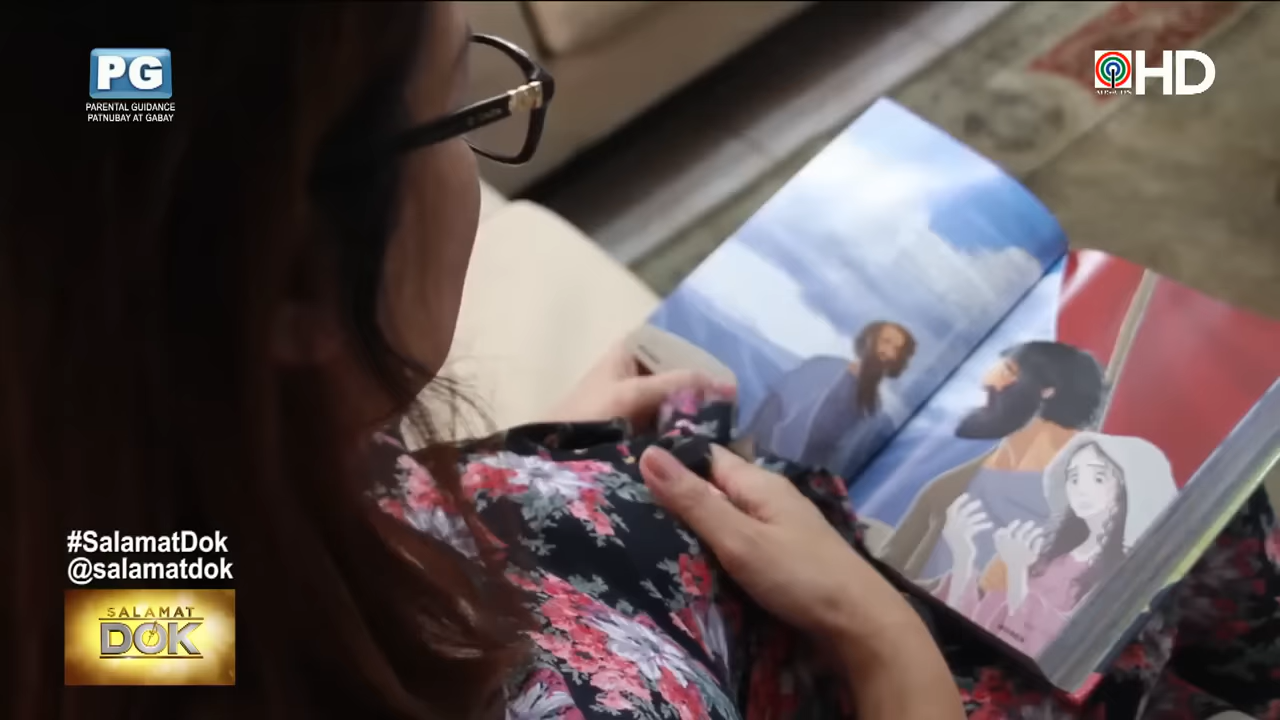 PG
PARENTAL GUIDANCE
PATNUBAY AT GABAY
HD
#SalamatDok
@salamatdok
SALAMAT
DOK